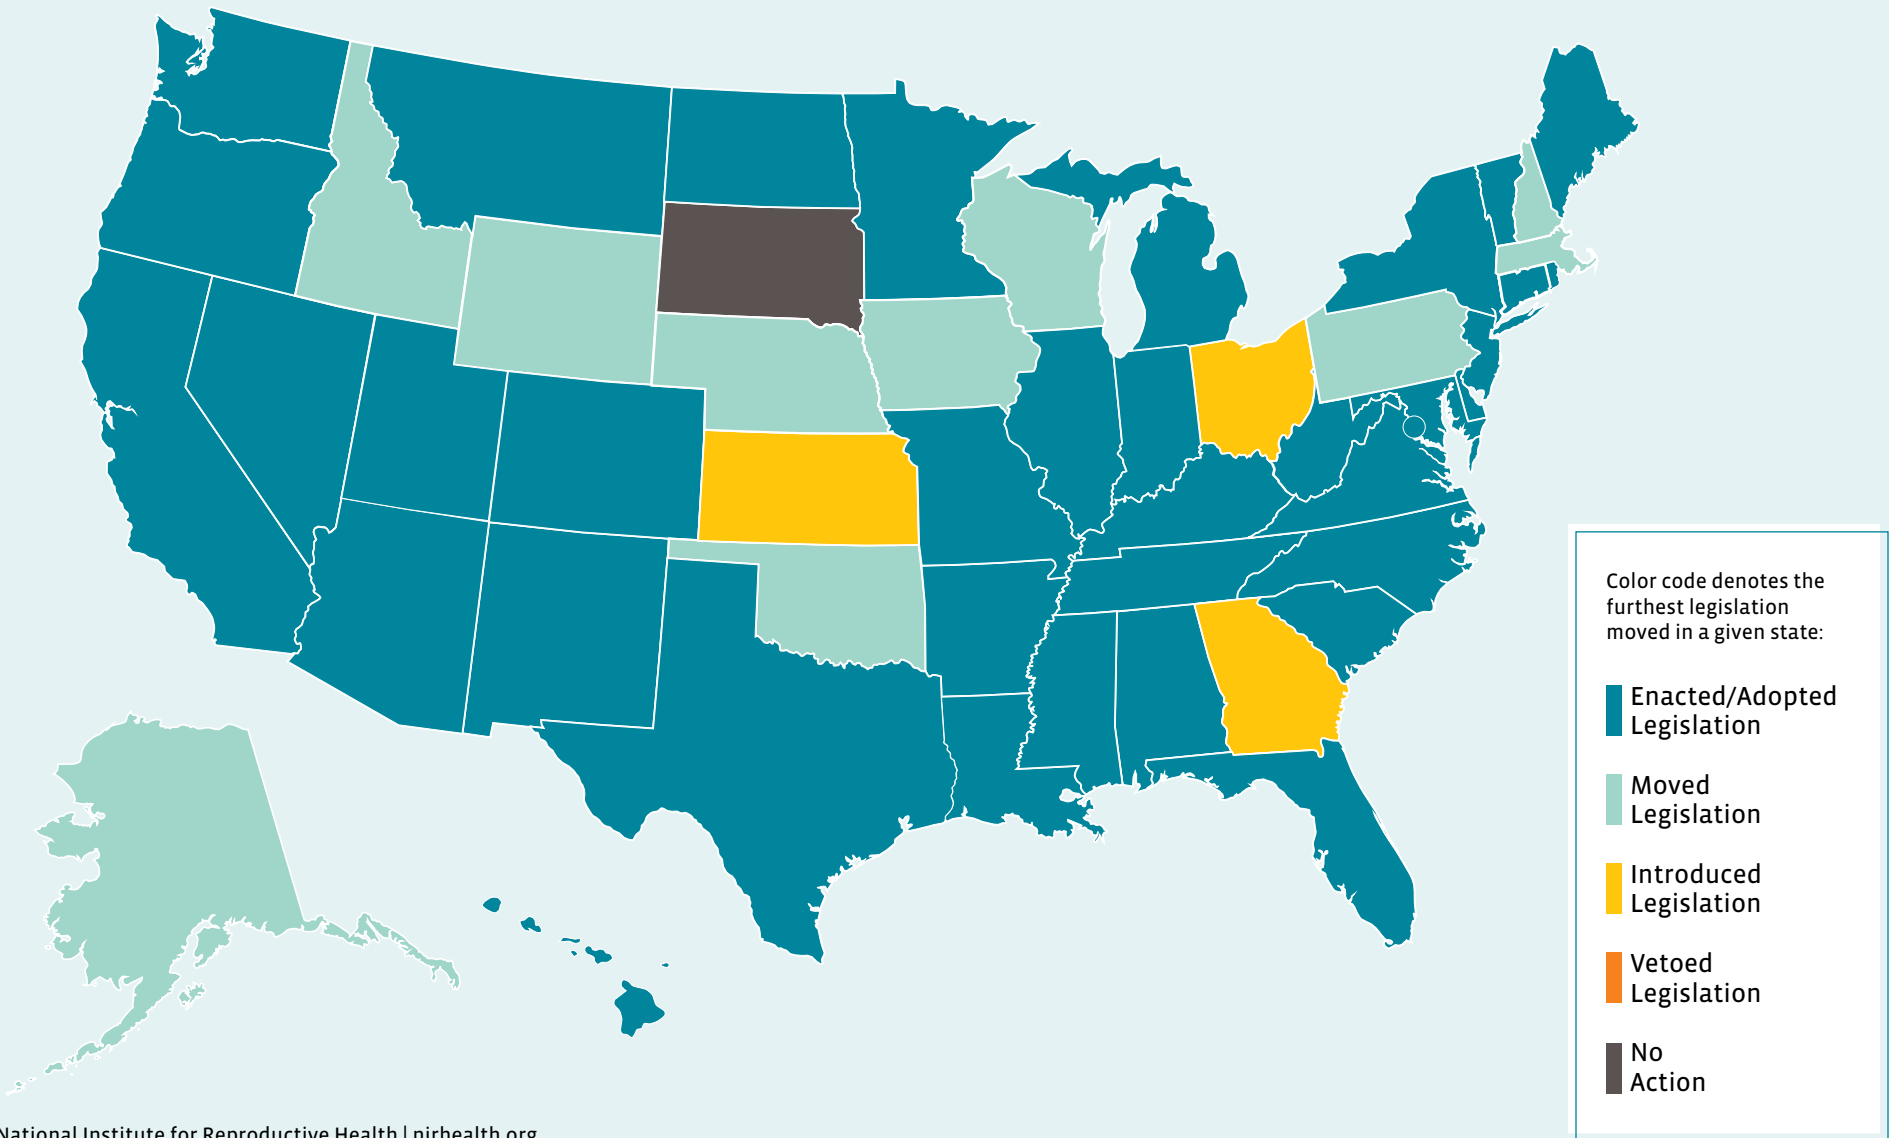 Color code denotes the
furthest legislation
moved in a given state:
Enacted/Adopted
Legislation
Moved
Legislation
Introduced
Legislation
Vetoed
Legislation
No
Action
National Institute for Reproductive Health | nirhealth.org